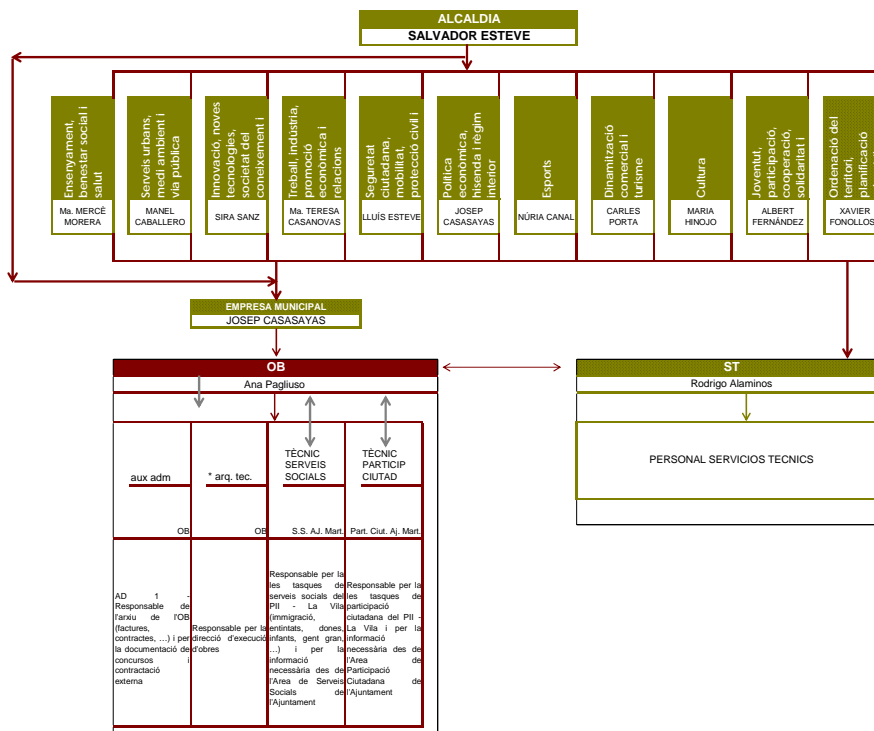 ALCALDIA
SALVADOR ESTEVE
Ensenyament,
benestar social i
salut
Ma. MERCÈ
MORERA
Serveis urbans,
medi ambient i
via pública
MANEL
CABALLERO
Innovació, noves
tecnologies,
societat del
coneixement i
SIRA SANZ
Treball, indústria,
promoció
econòmica i
relacions
Ma. TERESA
CASANOVAS
Seguretat
ciutadana,
mobilitat,
protecció civil i
LLUÍS ESTEVE
Política
econòmica,
hisenda i règim
interior
JOSEP
CASASAYAS
Esports
NÚRIA CANAL
Dinamització
comercial i
turisme
CARLES
PORTA
Cultura
MARIA
HINOJO
Joventut,
participació,
cooperació,
solidaritat i
ALBERT
FERNÁNDEZ
Ordenació del
territori,
planificació
XAVIER
FONOLLOS
EMPRESA MUNICIPAL
JOSEP CASASAYAS
OB
Ana Pagliuso
ST
Rodrigo Alaminos
PERSONAL SERVICIOS TECNICS
aux adm
OB
* arq. tec.
OB
TÈCNIC
SERVEIS
SOCIALS
S.S. AJ. Mart.
TÈCNIC
PARTICIP
CIUTAD
Part. Ciut. Aj. Mart.
AD 1 -
Responsable de
l'arxiu de l'OB
(factures,
contractes, ...) i per
la documentació de
concursos i
contractació
externa
Responsable per la
direcció d'execució
d'obres
Responsable per la
les tasques de
serveis socials del
PII - La Vila
(immigració,
entintats, dones,
infants, gent gran,
...) i per la
informació
necessària des de
l'Area de Serveis
Socials de
l'Ajuntament
Responsable per la
les tasques de
participació
ciutadana del PII -
La Vila i per la
informació
necessària des de
l'Area de
Participació
Ciutadana de
l'Ajuntament